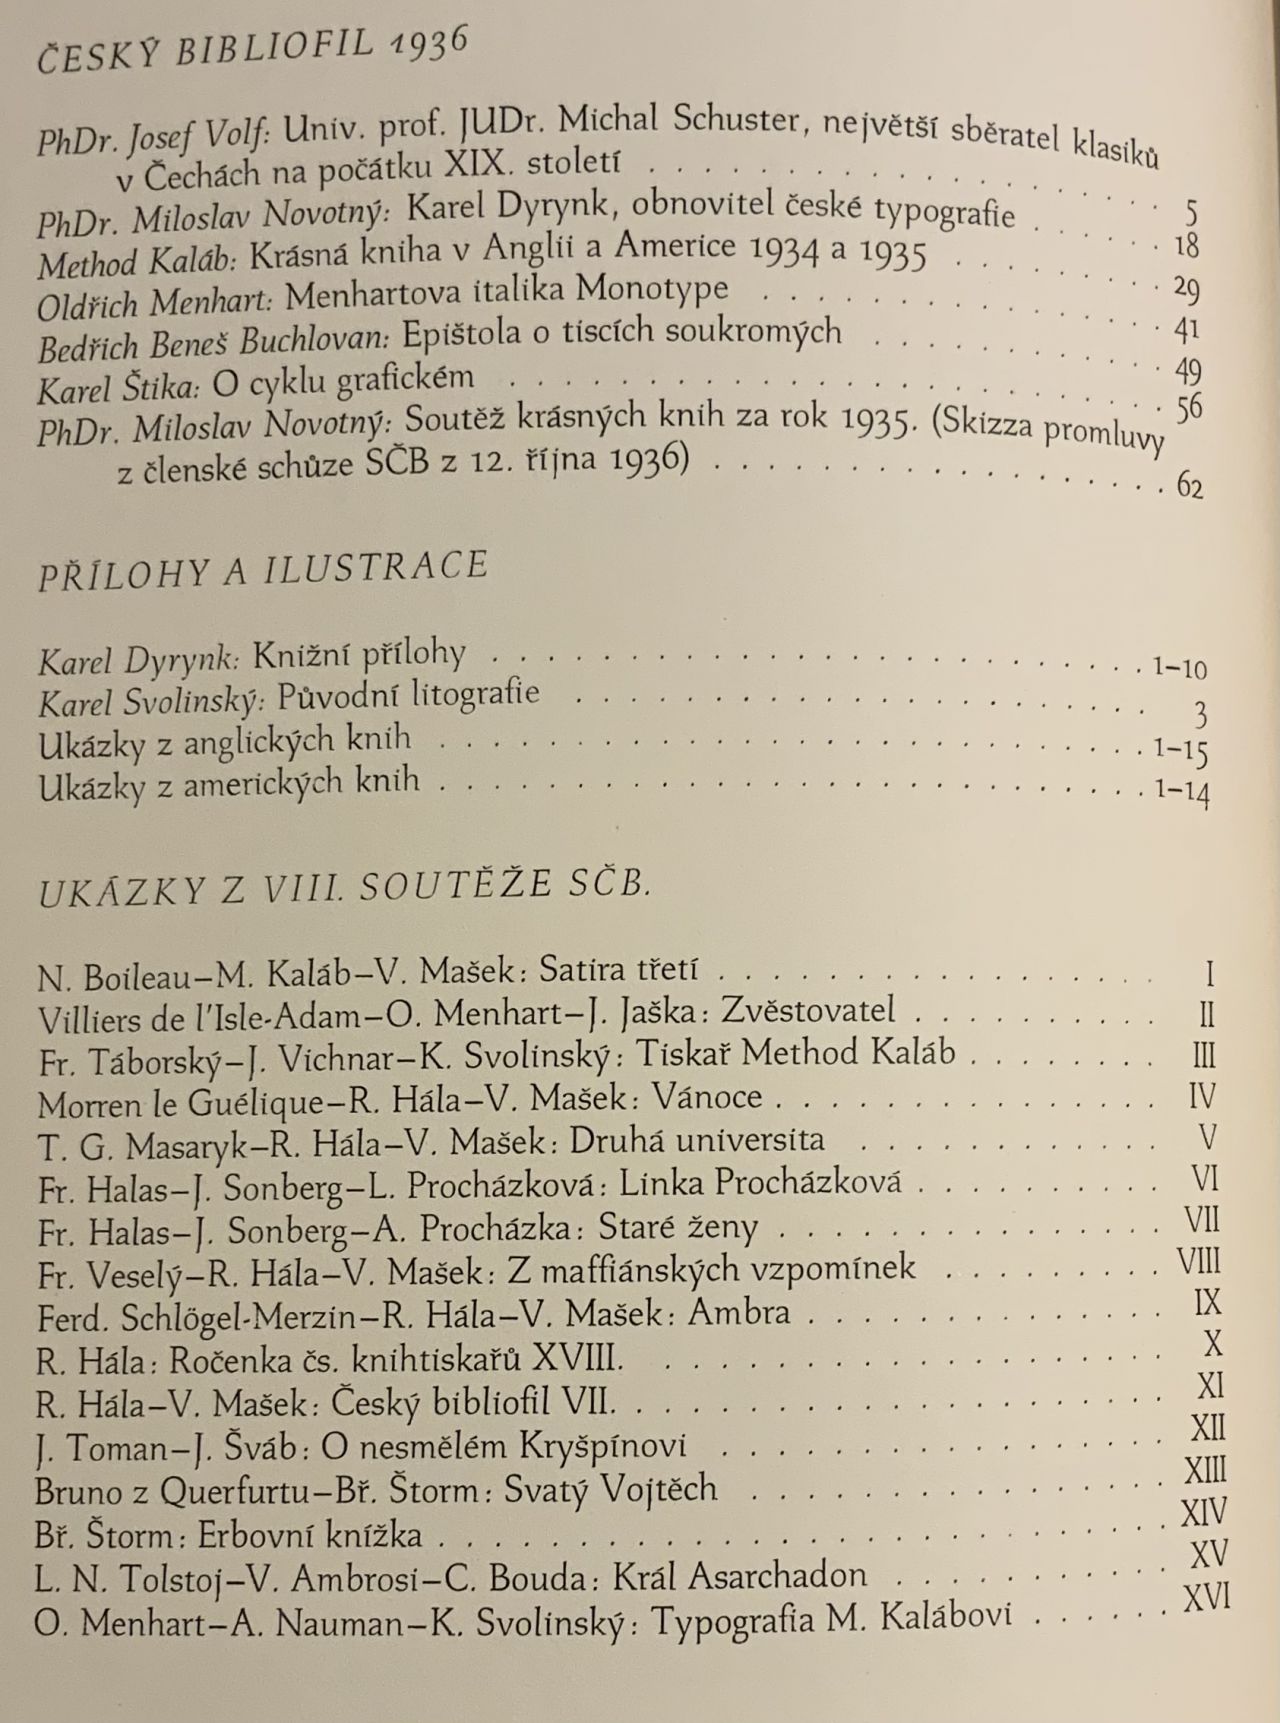 ČESKÝ BIBLIOFIL 1936
PhDr. Josef Volf: Univ. prof. JUDr. Michal Schuster, největší sběratel klasiků
v Čechách na počátku XIX. století . . . . . . . . . . . . . . . . . . . 5
PhDr. Miloslav Novotný: Karel Dyrynk, obnovitel české typografie . . . . . . 18
Method Kaláb: Krásná kniha v Anglii a Americe 1934 a 1935 . . . . . . . . 29
Oldřich Menhart: Menhartova italika Monotype . . . . . . . . . . . . . . . 41
Bedřich Beneš Buchlovan: Epištola o tiscích soukromých . . . . . . . . . . . 49
Karel Štika: O cyklu grafickém . . . . . . . . . . . . . . . . . . . . . . . . 56
PhDr. Miloslav Novotný: Soutěž krásných knih za rok 1935. (Skizza promluvy
z členské schůze SČB z 12. října 1936) . . . . . . . . . . . . . . . . . 62
PŘÍLOHY A ILUSTRACE
Karel Dyrynk: Knižní přílohy . . . . . . . . . . . . . . . . . . . . . . . . 1–10
Karel Svolinský: Původní litografie . . . . . . . . . . . . . . . . . . . . . 3
Ukázky z anglických knih . . . . . . . . . . . . . . . . . . . . . . . . . . 1–15
Ukázky z amerických knih . . . . . . . . . . . . . . . . . . . . . . . . . . 1–14
UKÁZKY Z VIII. SOUTĚŽE SČB.
N. Boileau–M. Kaláb–V. Mašek: Satira třetí . . . . . . . . . . . . . . . . I
Villiers de l'Isle-Adam–O. Menhart–J. Jaška: Zvěstovatel . . . . . . . . . II
Fr. Táborský–J. Vichnar–K. Svolinský: Tiskař Method Kaláb . . . . . . . III
Morren le Guélique–R. Hála–V. Mašek: Vánoce . . . . . . . . . . . . . . IV
T. G. Masaryk–R. Hála–V. Mašek: Druhá universita . . . . . . . . . . . V
Fr. Halas–J. Sonberg–L. Procházková: Linka Procházková . . . . . . . . . VI
Fr. Halas–J. Sonberg–A. Procházka: Staré ženy . . . . . . . . . . . . . . VII
Fr. Veselý–R. Hála–V. Mašek: Z maffiánských vzpomínek . . . . . . . . VIII
Ferd. Schlögel-Merzin–R. Hála–V. Mašek: Ambra . . . . . . . . . . . . . IX
R. Hála: Ročenka čs. knihtiskařů XVIII. . . . . . . . . . . . . . . . . . . X
R. Hála–V. Mašek: Český bibliofil VII. . . . . . . . . . . . . . . . . . . . XI
J. Toman–J. Šváb: O nesmělém Kryšpínovi . . . . . . . . . . . . . . . . XII
Bruno z Querfurtu–Bř. Štorm: Svatý Vojtěch . . . . . . . . . . . . . . . XIII
Bř. Štorm: Erbovní knížka . . . . . . . . . . . . . . . . . . . . . . . . . . XIV
L. N. Tolstoj–V. Ambrosi–C. Bouda: Král Asarchadon . . . . . . . . . . XV
O. Menhart–A. Nauman–K. Svolinský: Typografia M. Kalábovi . . . . . . XVI